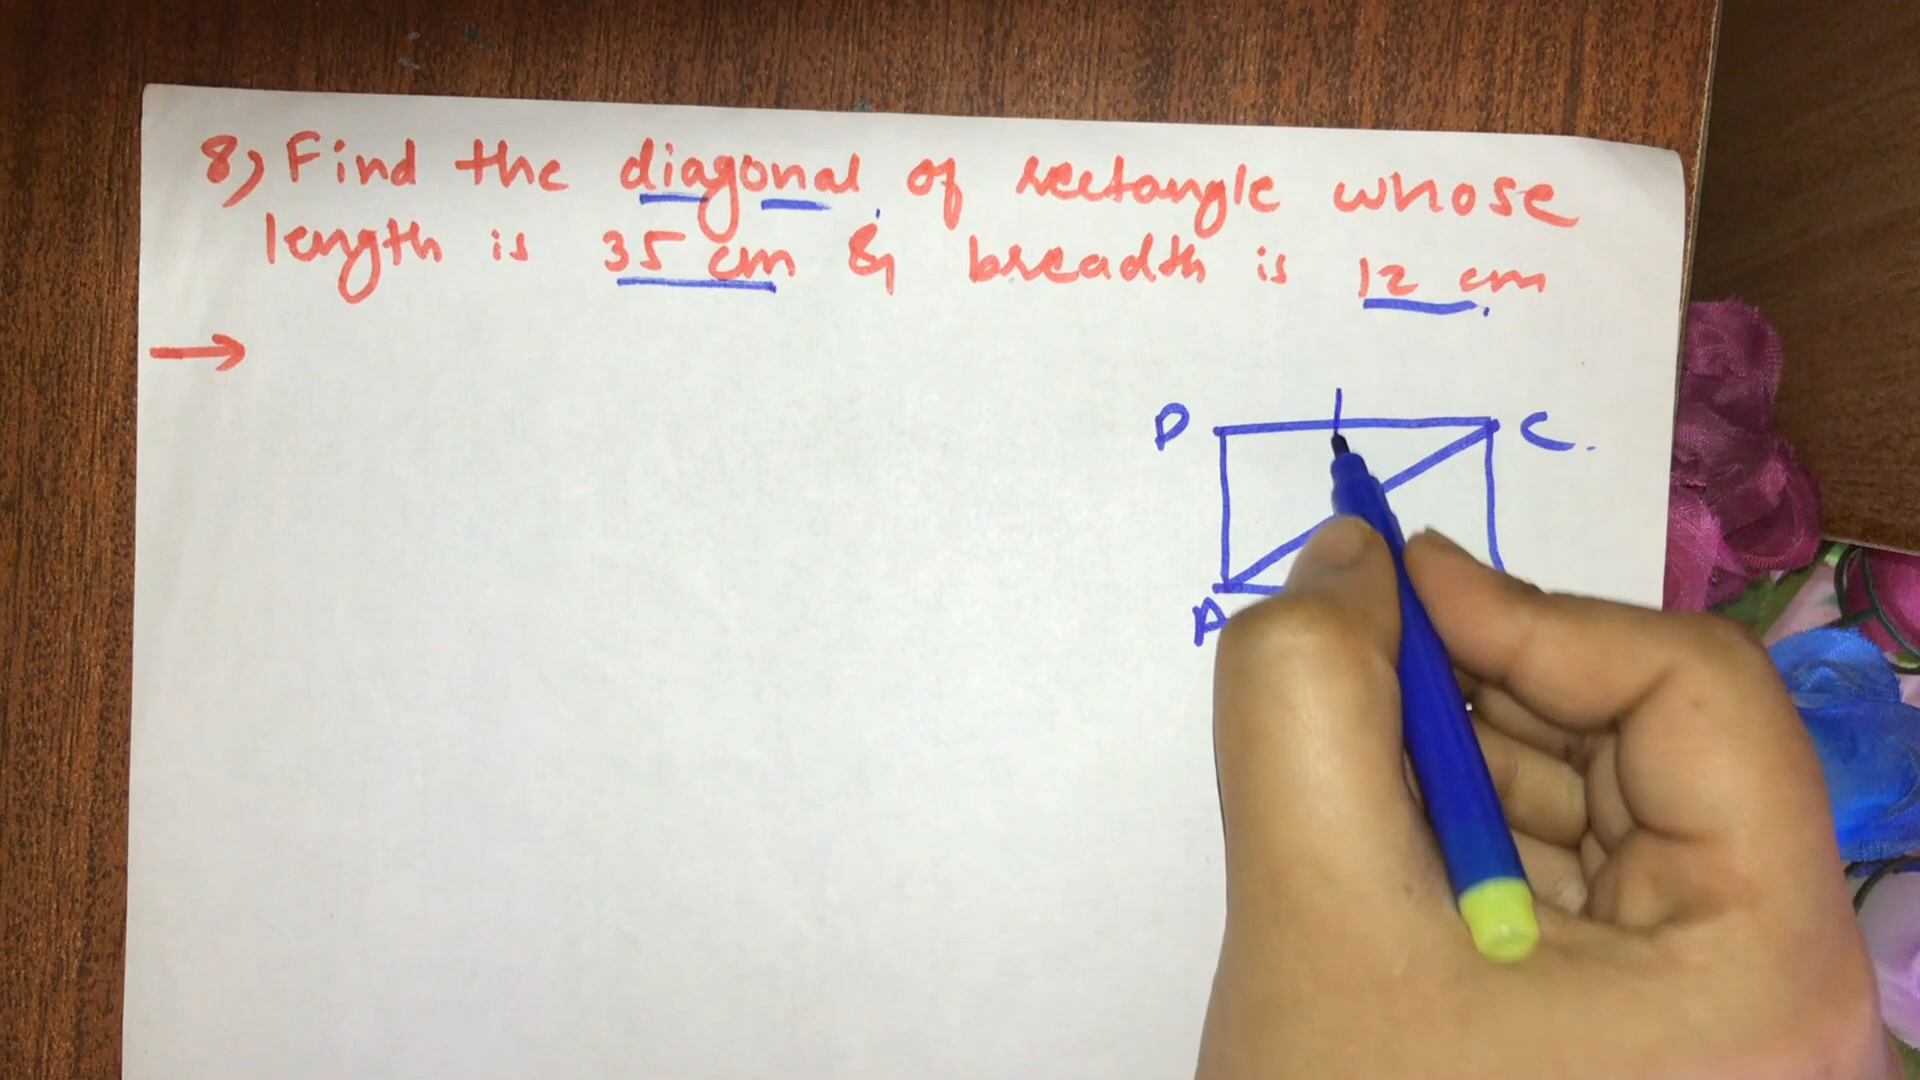 8) Find the diagonal of rectangle whose
length is 35 cm & breadth is 12 cm
D C.
A